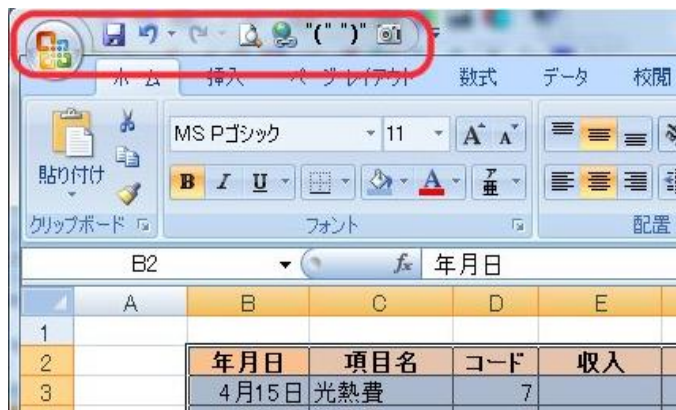 "(" ")"
ホーム 挿入 ページ レイアウト 数式 データ 校閲
MS Pゴシック 11 A A
貼り付け B I U A ア亜
クリップボード フォント 配置
B2 fx 年月日
A B C D E
1
2 年月日 項目名 コード 収入
3 4月15日 光熱費 7